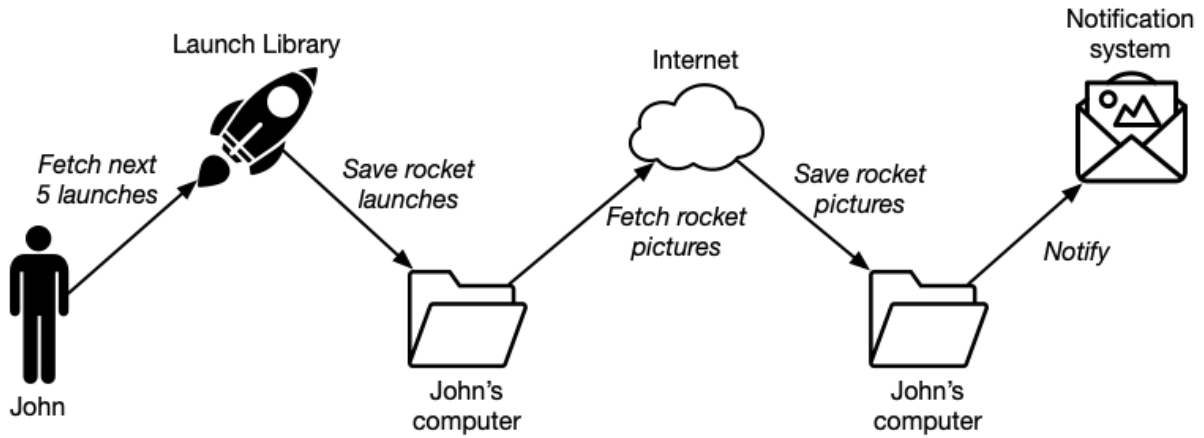 Launch Library
Internet
Notification
system
Fetch next
5 launches
Save rocket
launches
Fetch rocket
pictures
Save rocket
pictures
Notify
John
John's
computer
John's
computer